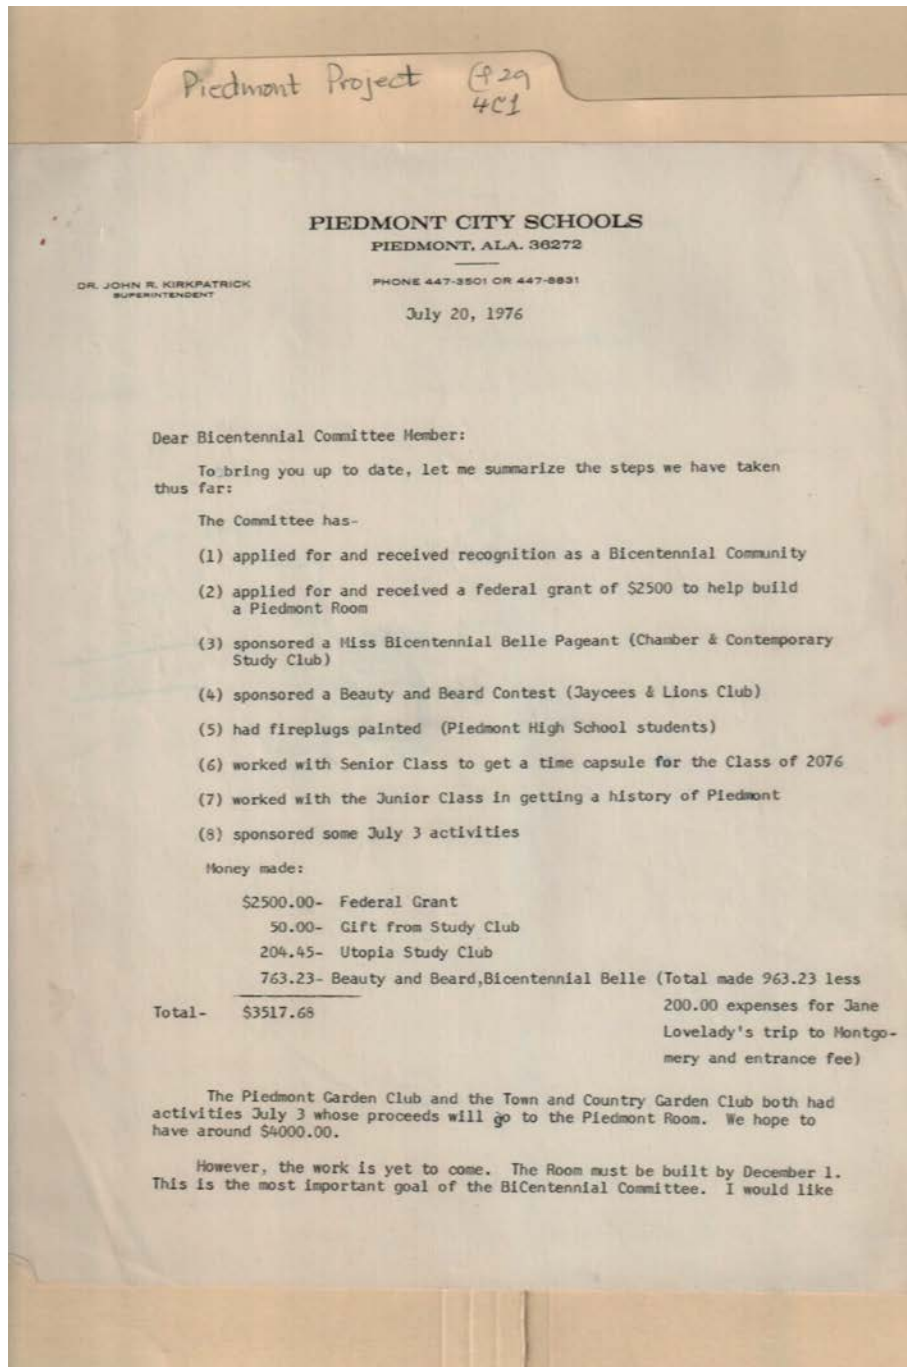 Piedmont Project
4C1
PIEDMONT CITY SCHOOLS
PIEDMONT, ALA. 36272
DR. JOHN R. KIRKPATRICK
SUPERINTENDENT
PHONE 447-3501 OR 447-8831
July 20, 1976
Dear Bicentennial Committee Member:
To bring you up to date, let me summarize the steps we have taken
thus far:
The Committee has-
(1) applied for and received recognition as a Bicentennial Community
(2) applied for and received a federal grant of $2500 to help build
a Piedmont Room
(3) sponsored a Miss Bicentennial Belle Pageant (Chamber & Contemporary
Study Club)
(4) sponsored a Beauty and Beard Contest (Jaycees & Lions Club)
(5) had fireplugs painted (Piedmont High School students)
(6) worked with Senior Class to get a time capsule for the Class of 2076
(7) worked with the Junior Class in getting a history of Piedmont
(8) sponsored some July 3 activities
Money made:
$2500.00- Federal Grant
50.00- Gift from Study Club
204.45- Utopia Study Club
763.23- Beauty and Beard,Bicentennial Belle (Total made 963.23 less
200.00 expenses for Jane
Lovelady's trip to Montgo-
mery and entrance fee)
Total- $3517.68
The Piedmont Garden Club and the Town and Country Garden Club both had
activities July 3 whose proceeds will go to the Piedmont Room. We hope to
have around $4000.00.
However, the work is yet to come. The Room must be built by December 1.
This is the most important goal of the BiCentennial Committee. I would like